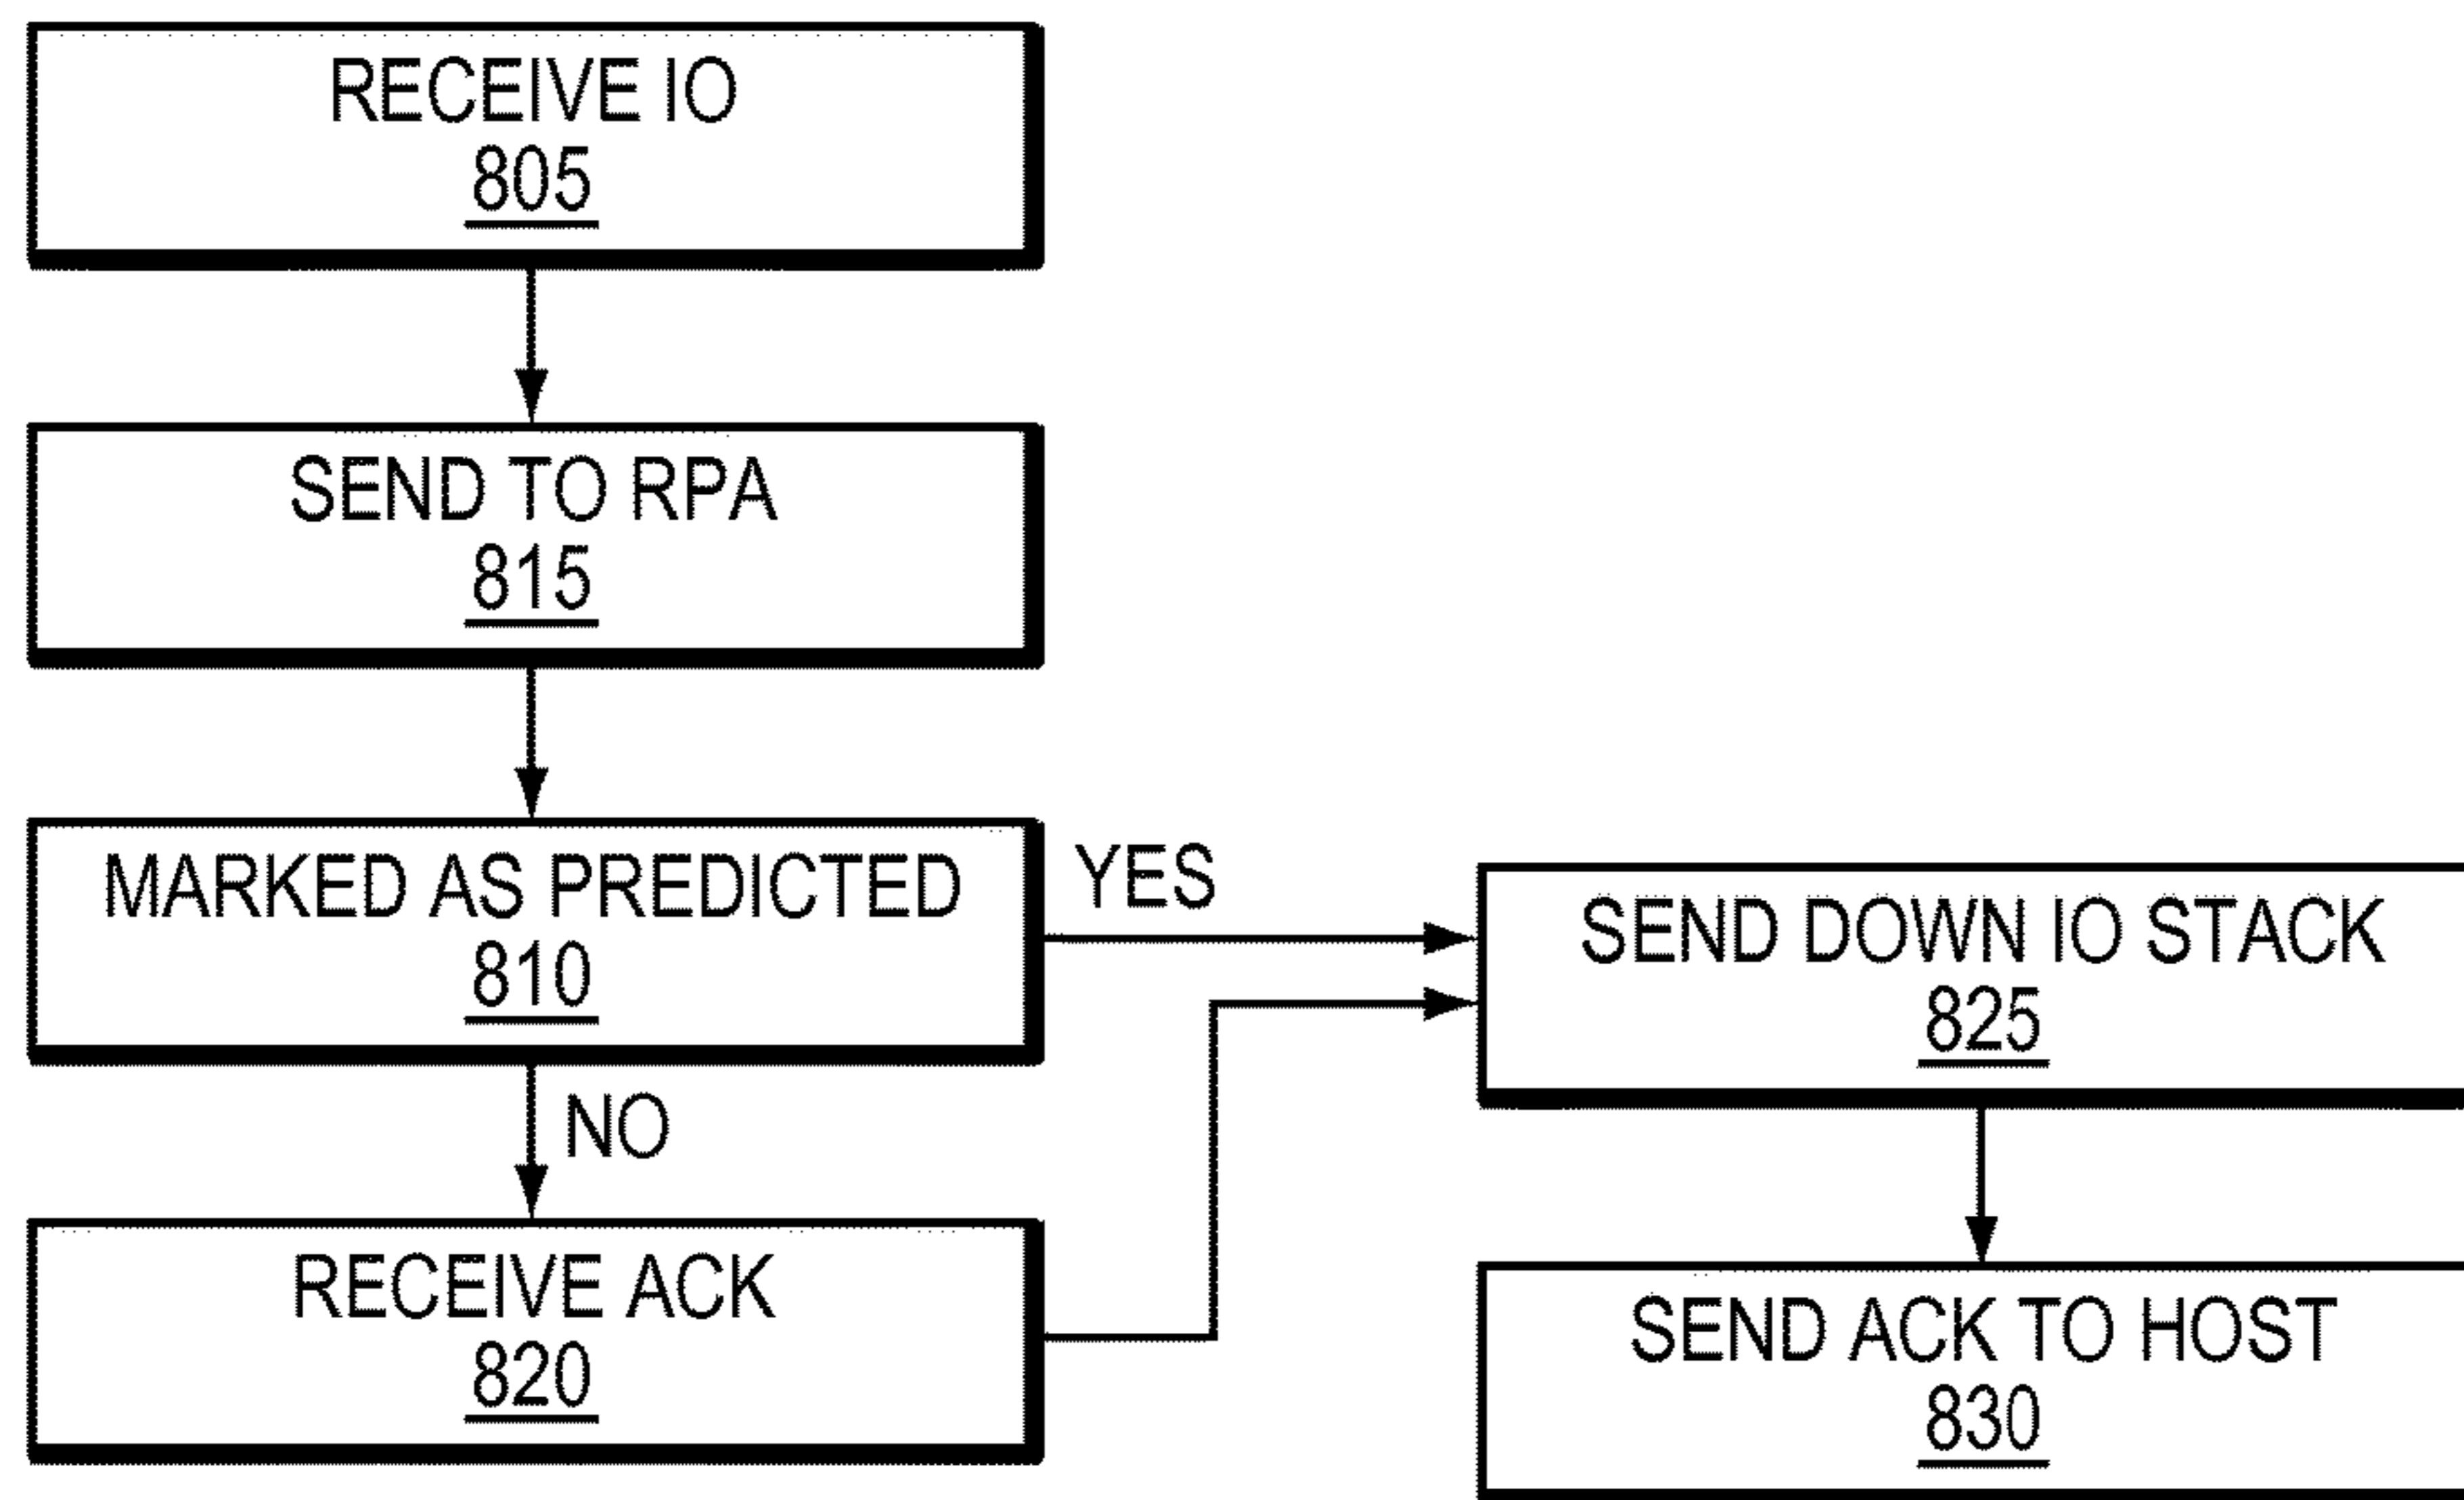 RECEIVE IO
805
SEND TO RPA
815
MARKED AS PREDICTED
810
YES
NO
RECEIVE ACK
820
SEND DOWN IO STACK
825
SEND ACK TO HOST
830